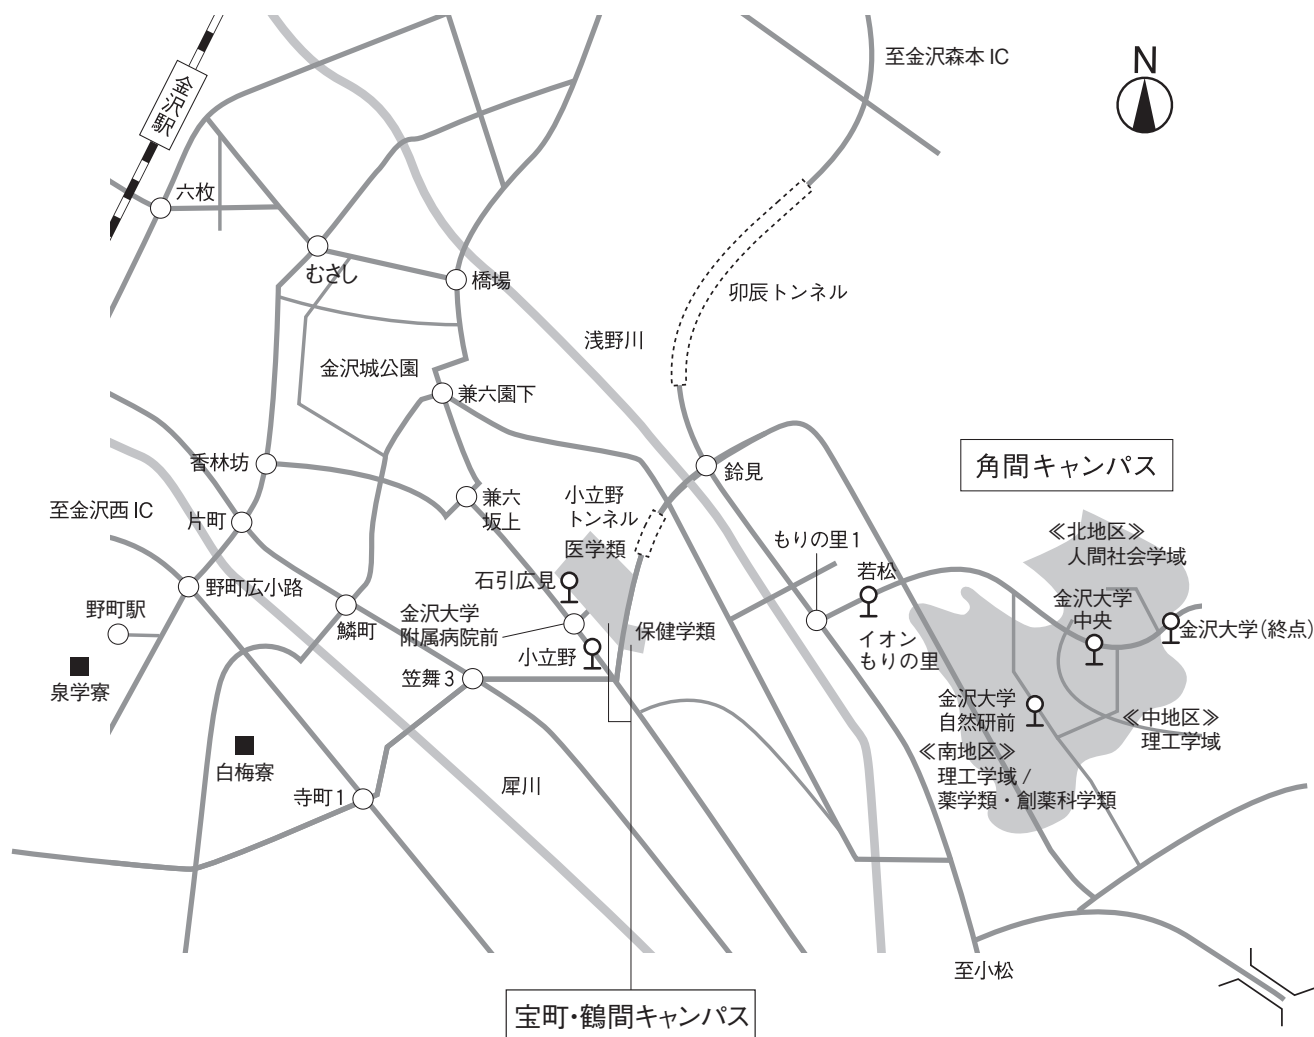 至金沢森本IC
N
金沢駅
六枚
むさし
橋場
卯辰トンネル
浅野川
金沢城公園
兼六園下
香林坊
鈴見
角間キャンパス
至金沢西IC
片町
兼六
坂上
小立野
トンネル
医学類
もりの里1
《北地区》
人間社会学域
石引広見
若松
野町広小路
金沢大学
中央
野町駅
鱗町
金沢大学
附属病院前
保健学類
イオン
もりの里
金沢大学(終点)
小立野
泉学寮
笠舞3
金沢大学
自然研前
《中地区》
理工学域
白梅寮
寺町1
犀川
《南地区》
理工学域/
薬学類・創薬科学類
至小松
宝町・鶴間キャンパス